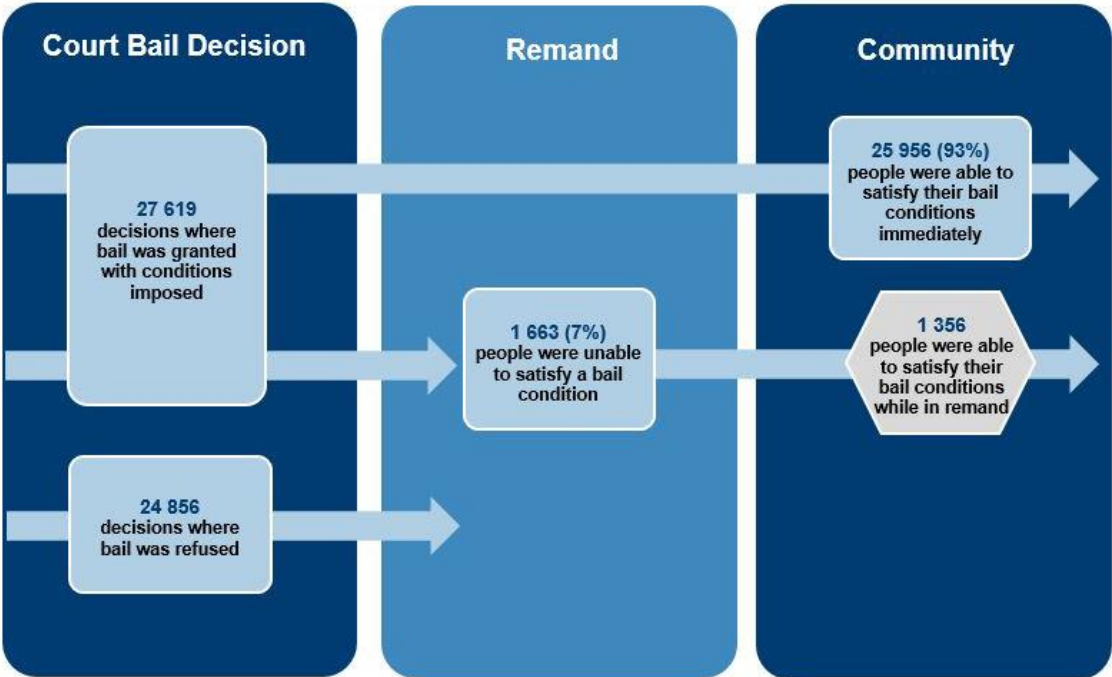 Court Bail Decision
Remand
Community
27 619
decisions where
bail was granted
with conditions
imposed
25 956 (93%)
people were able to
satisfy their bail
conditions
immediately
1 663 (7%)
people were unable
to satisfy a bail
condition
1 356
people were able
to satisfy their
bail conditions
while in remand
24 856
decisions where
bail was refused